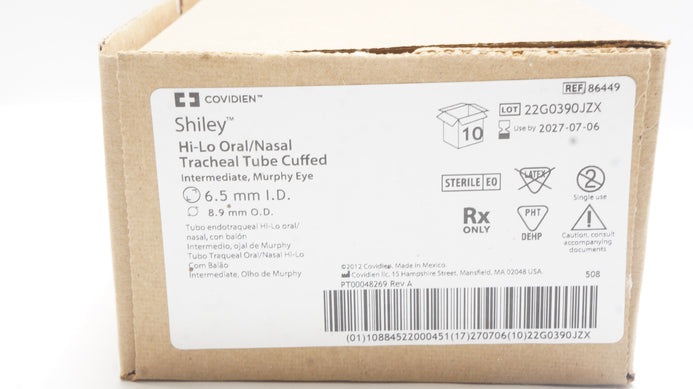 COVIDIEN™
Shiley™
Hi-Lo Oral/Nasal
Tracheal Tube Cuffed
Intermediate, Murphy Eye
6.5 mm I.D.
8.9 mm O.D.
Tubo endotraqueal Hi-Lo oral/
nasal, con balón
Intermedio, ojal de Murphy
Tubo Traqueal Oral/Nasal Hi-Lo
Com Balão
Intermediate, Olho de Murphy
REF 86449
10
LOT 22G0390JZX
Use by 2027-07-06
STERILE EO
LATEX
2
Single use
Rx
ONLY
PHT
DEHP
Caution, consult
accompanying
documents
©2012 Covidien. Made in Mexico.
Covidien llc, 15 Hampshire Street, Mansfield, MA 02048 USA.
508
PT00048269 Rev A
(01)10884522000451(17)270706(10)22G0390JZX